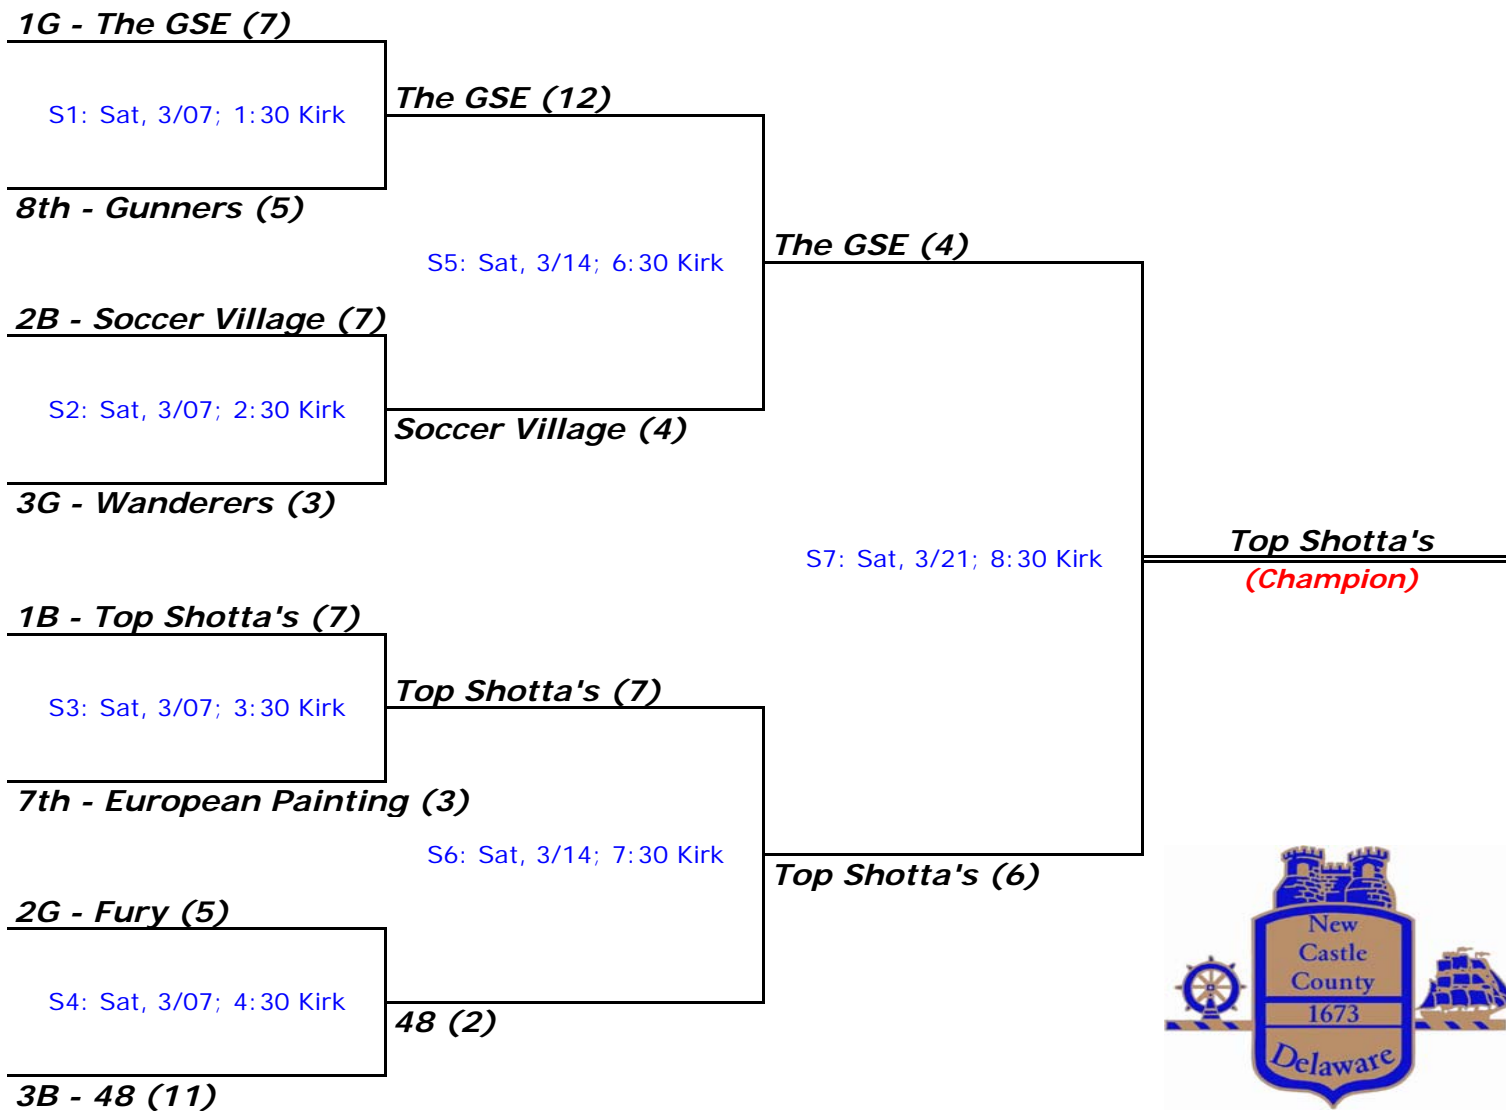 1G - The GSE (7)
S1: Sat, 3/07; 1:30 Kirk
8th - Gunners (5)
The GSE (12)
S5: Sat, 3/14; 6:30 Kirk
2B - Soccer Village (7)
S2: Sat, 3/07; 2:30 Kirk
3G - Wanderers (3)
Soccer Village (4)
The GSE (4)
S7: Sat, 3/21; 8:30 Kirk
Top Shotta's
(Champion)
1B - Top Shotta's (7)
S3: Sat, 3/07; 3:30 Kirk
7th - European Painting (3)
Top Shotta's (7)
S6: Sat, 3/14; 7:30 Kirk
Top Shotta's (6)
2G - Fury (5)
S4: Sat, 3/07; 4:30 Kirk
3B - 48 (11)
48 (2)
New
Castle
County
1673
Delaware